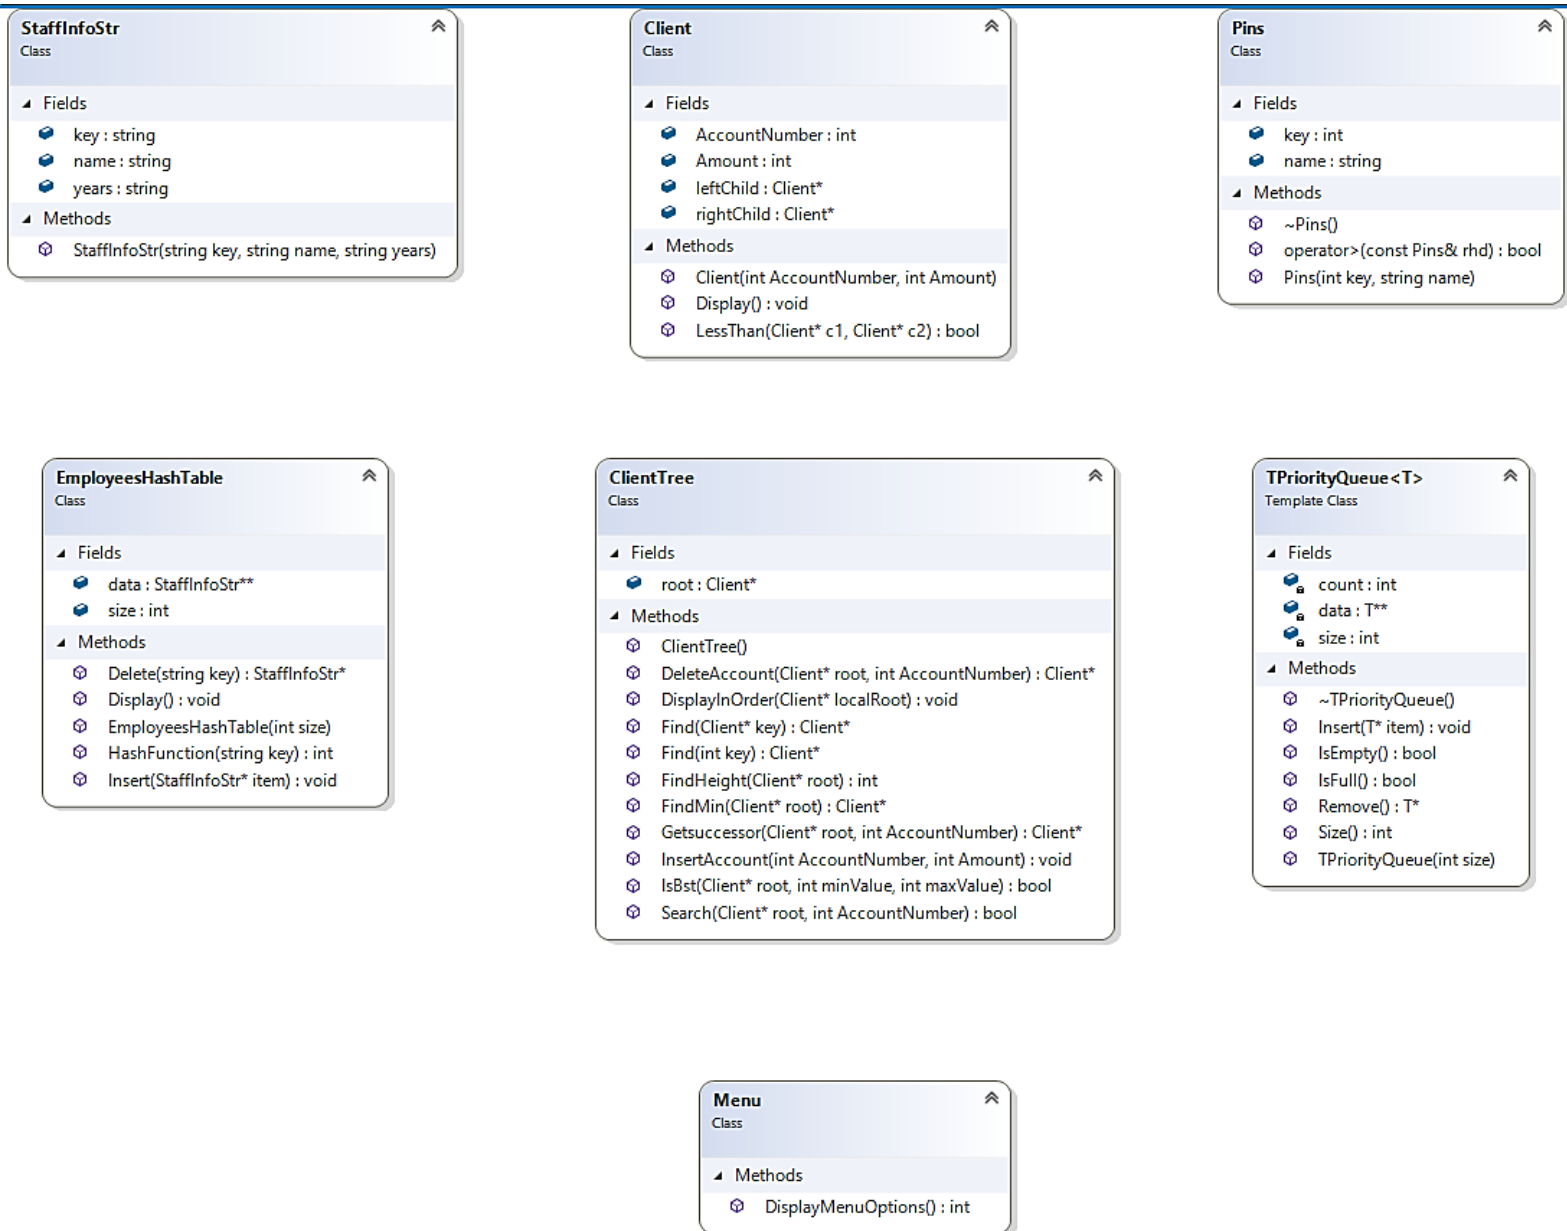 StaffInfoStr
Class
Fields
key : string
name : string
years : string
Methods
StaffInfoStr(string key, string name, string years)
Client
Class
Fields
AccountNumber : int
Amount : int
leftChild : Client*
rightChild : Client*
Methods
Client(int AccountNumber, int Amount)
Display() : void
LessThan(Client* c1, Client* c2) : bool
Pins
Class
Fields
key : int
name : string
Methods
~Pins()
operator>(const Pins& rhd) : bool
Pins(int key, string name)
EmployeesHashTable
Class
Fields
data : StaffInfoStr**
size : int
Methods
Delete(string key) : StaffInfoStr*
Display() : void
EmployeesHashTable(int size)
HashFunction(string key) : int
Insert(StaffInfoStr* item) : void
ClientTree
Class
Fields
root : Client*
Methods
ClientTree()
DeleteAccount(Client* root, int AccountNumber) : Client*
DisplayInOrder(Client* localRoot) : void
Find(Client* key) : Client*
Find(int key) : Client*
FindHeight(Client* root) : int
FindMin(Client* root) : Client*
Getsuccessor(Client* root, int AccountNumber) : Client*
InsertAccount(int AccountNumber, int Amount) : void
IsBst(Client* root, int minValue, int maxValue) : bool
Search(Client* root, int AccountNumber) : bool
TPriorityQueue<T>
Template Class
Fields
count : int
data : T**
size : int
Methods
~TPriorityQueue()
Insert(T* item) : void
IsEmpty() : bool
IsFull() : bool
Remove() : T*
Size() : int
TPriorityQueue(int size)
Menu
Class
Methods
DisplayMenuOptions() : int